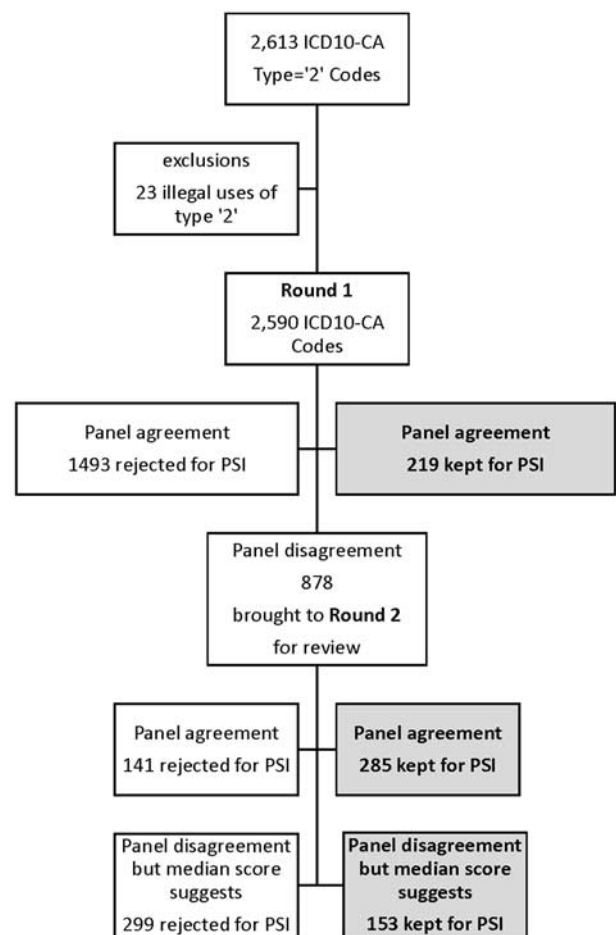 2,613 ICD10-CA
Type='2' Codes
exclusions
23 illegal uses of
type '2'
Round 1
2,590 ICD10-CA
Codes
Panel agreement
1493 rejected for PSI
Panel agreement
219 kept for PSI
Panel disagreement
878
brought to Round 2
for review
Panel agreement
141 rejected for PSI
Panel agreement
285 kept for PSI
Panel disagreement
but median score
suggests
299 rejected for PSI
Panel disagreement
but median score
suggests
153 kept for PSI